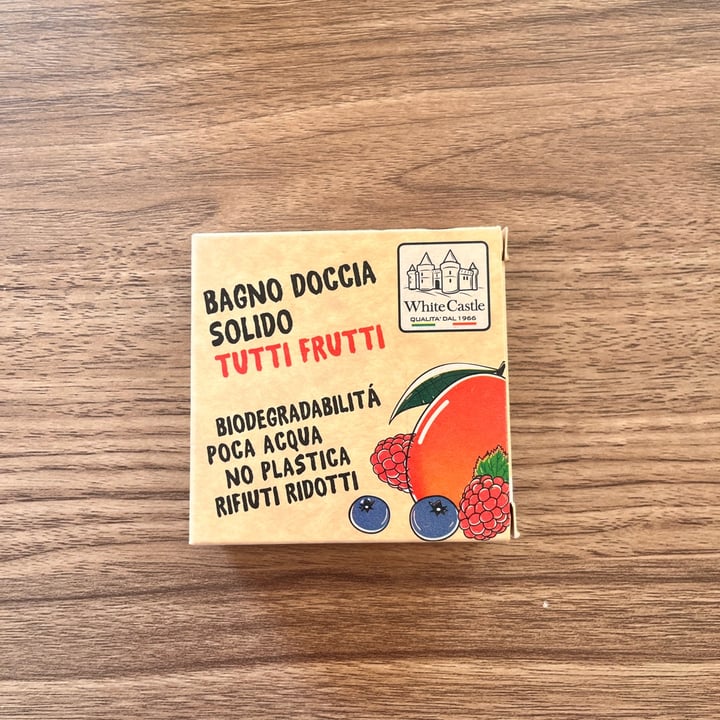 BAGNO DOCCIA
SOLIDO
TUTTI FRUTTI
White Castle
QUALITA' DAL 1966
BIODEGRADABILITÁ
POCA ACQUA
NO PLASTICA
RIFIUTI RIDOTTI